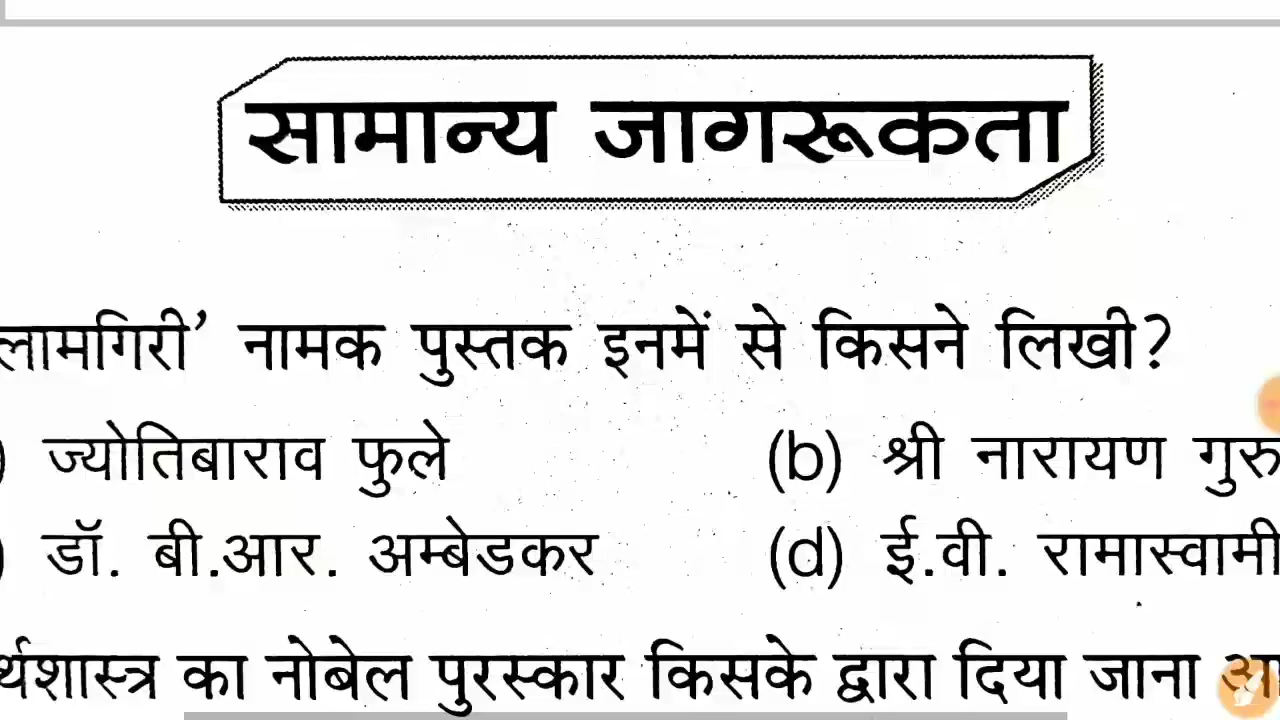 सामान्य जागरूकता
लामगिरी’ नामक पुस्तक इनमें से किसने लिखी?
) ज्योतिबाराव फुले (b) श्री नारायण गुरु
) डॉ. बी.आर. अम्बेडकर (d) ई.वी. रामास्वामी
र्थशास्त्र का नोबेल पुरस्कार किसके द्वारा दिया जाना